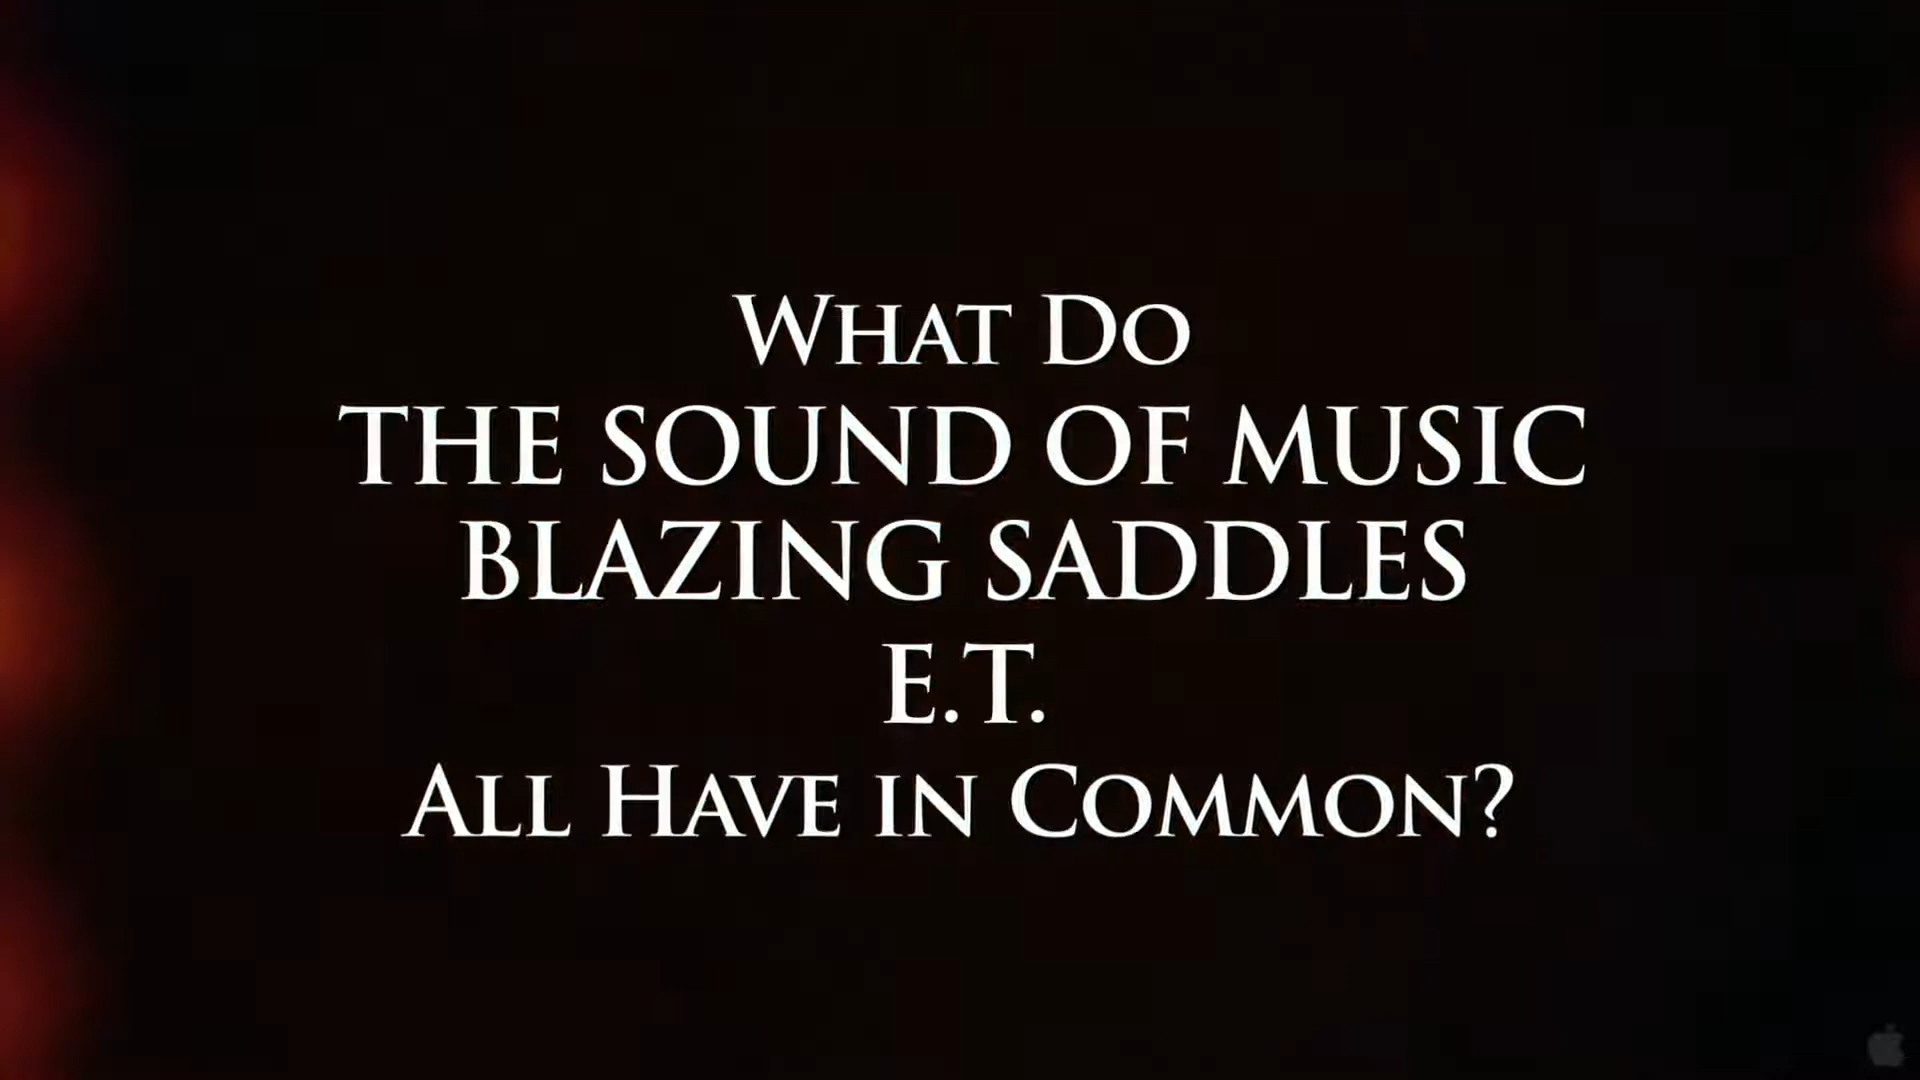 What Do
THE SOUND OF MUSIC
BLAZING SADDLES
E.T.
All Have in Common?